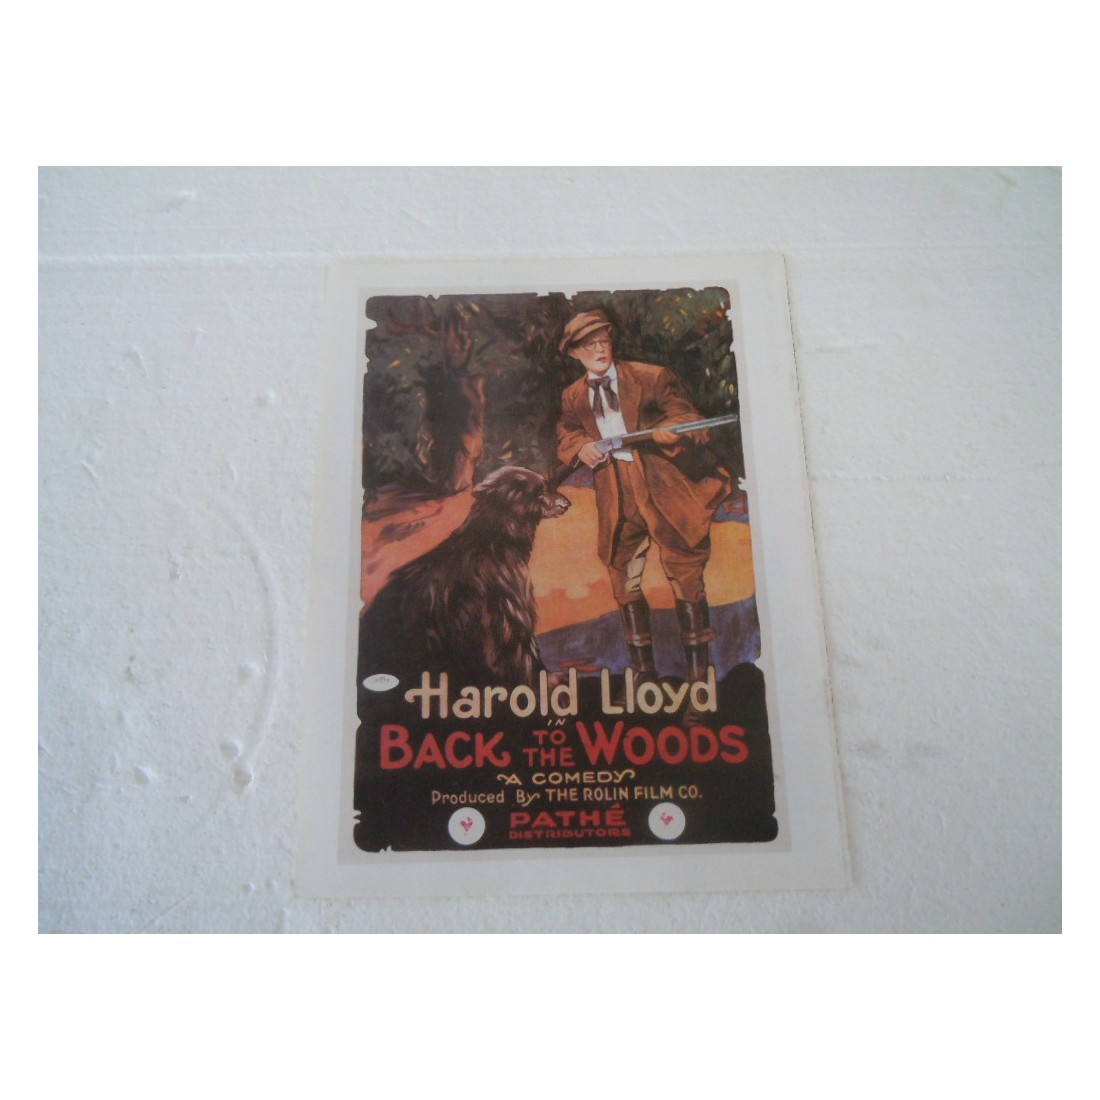 Harold Lloyd
IN
BACK TO THE WOODS
A COMEDY
Produced By THE ROLIN FILM CO.
PATHÉ
DISTRIBUTORS